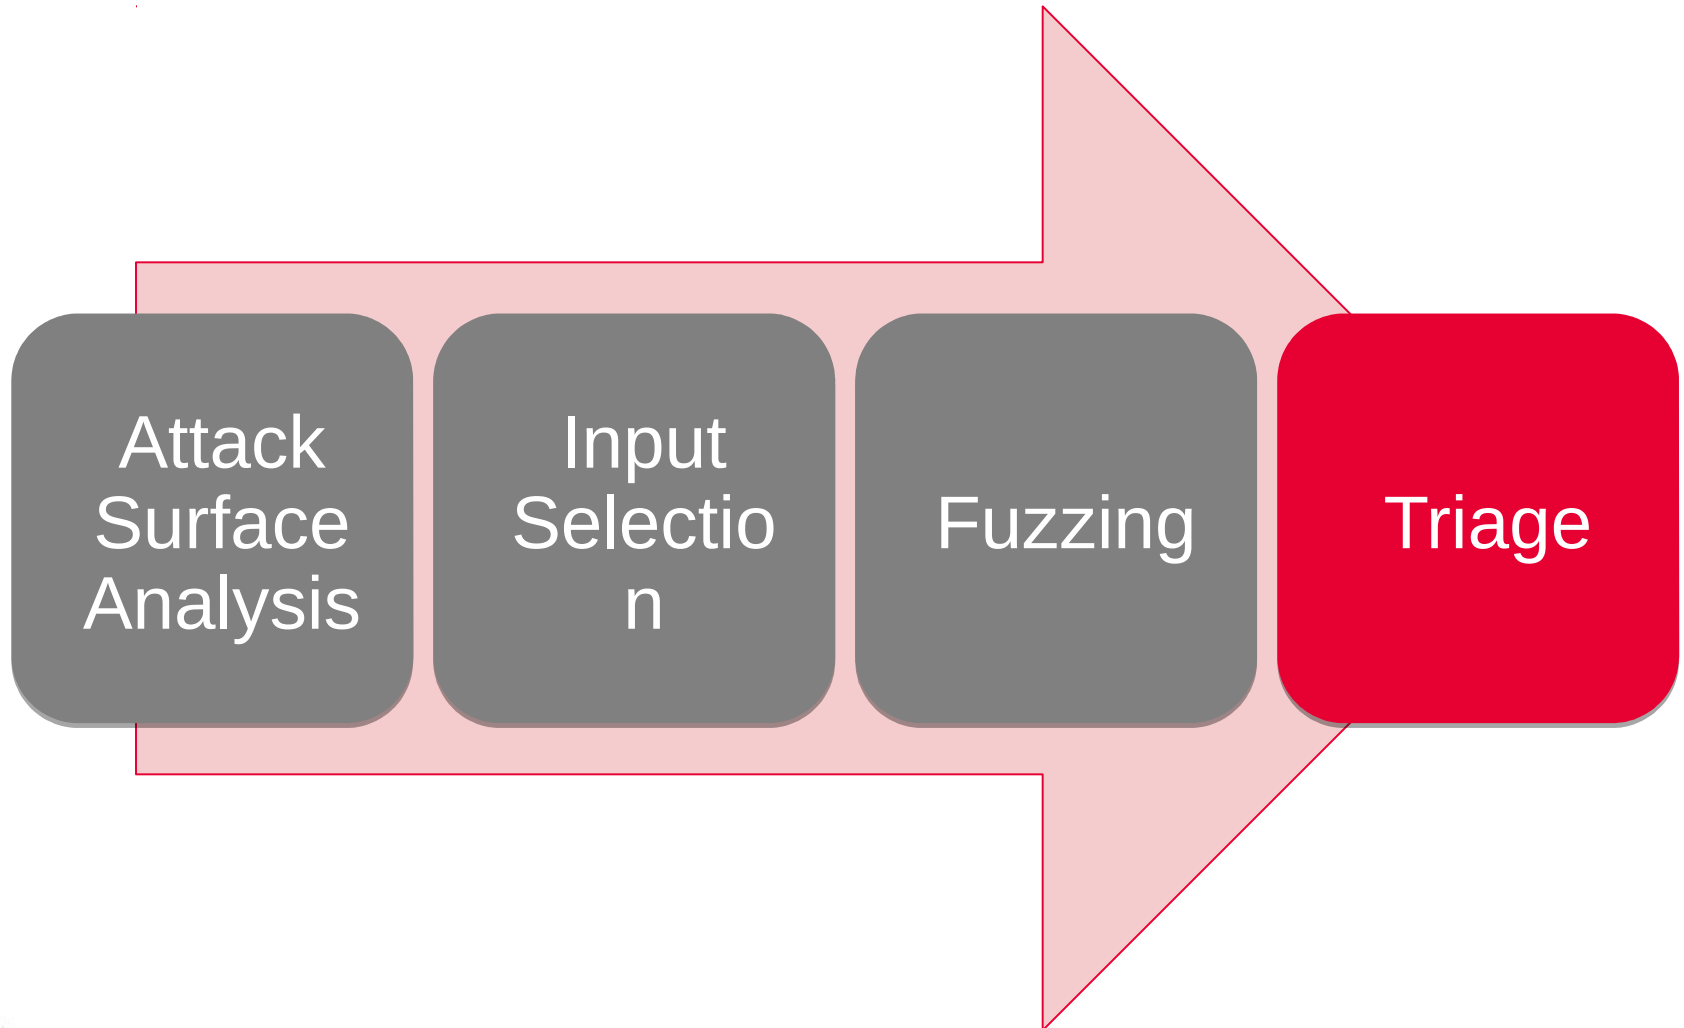 Attack
Surface
Analysis
Input
Selectio
n
Fuzzing
Triage